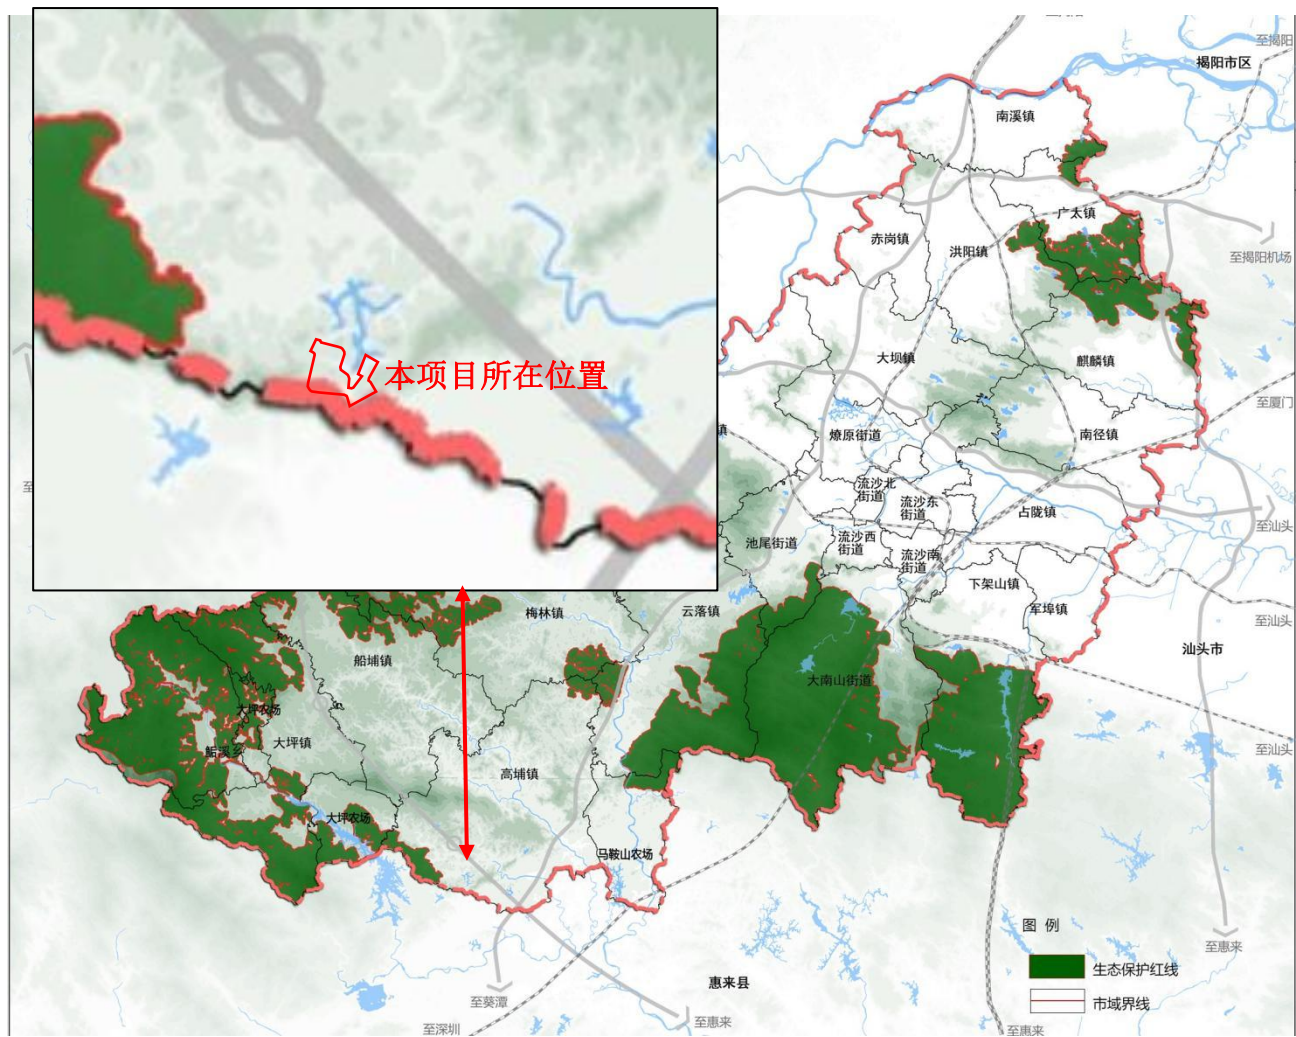 至揭阳
揭阳市区
南溪镇
广太镇
赤岗镇
洪阳镇
至揭阳机场
大坝镇
麒麟镇
至厦门
本项目所在位置
燎原街道
南径镇
镇
流沙北
街道
流沙东
街道
占陇镇
至汕头
池尾街道
流沙西
街道
流沙南
街道
下架山镇
军埠镇
至汕头
梅林镇
云落镇
汕头市
船埔镇
大南山街道
大坪农场
大坪镇
船溪乡
至汕头
高埔镇
大坪农场
马鞍山农场
图 例
至惠来
生态保护红线
惠来县
至葵潭
市域界线
至深圳
至惠来
至惠来